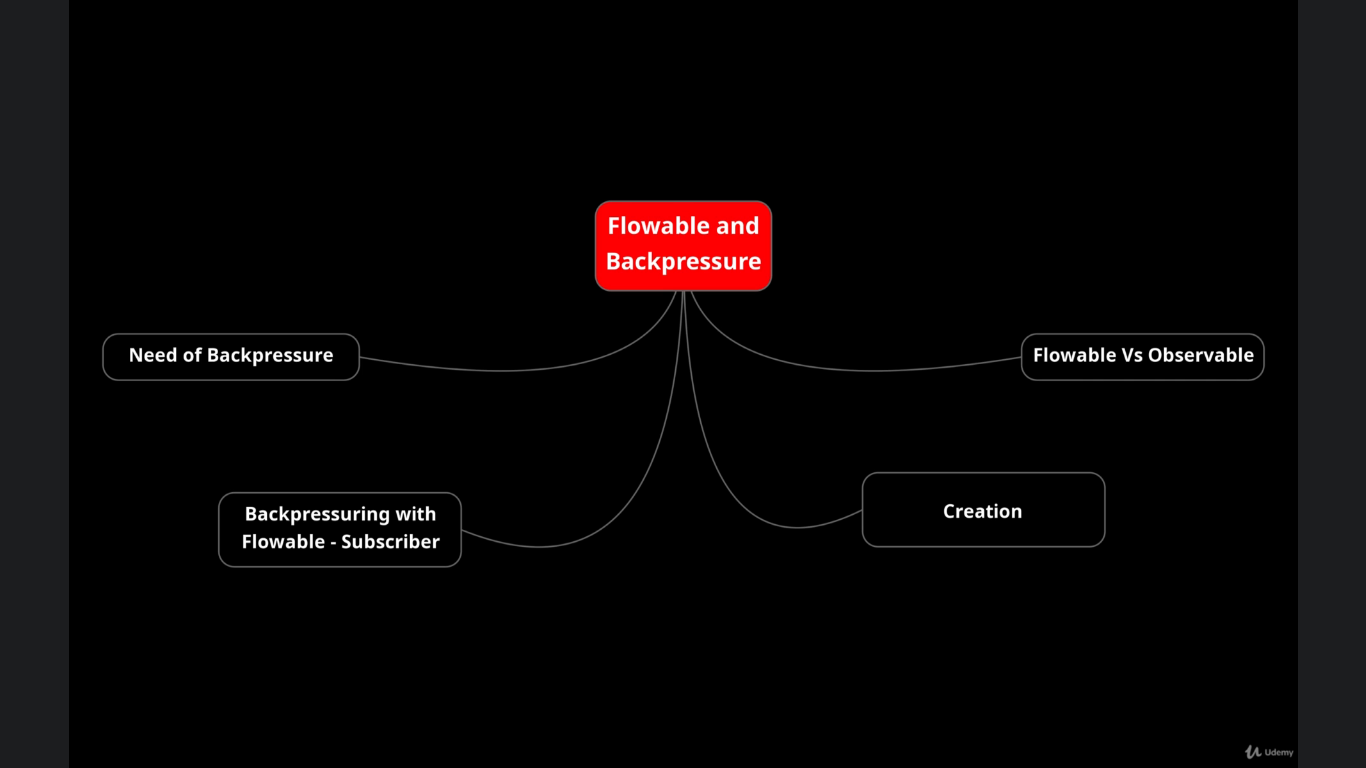 Flowable and
Backpressure
Need of Backpressure
Flowable Vs Observable
Backpressuring with
Flowable - Subscriber
Creation
Udemy